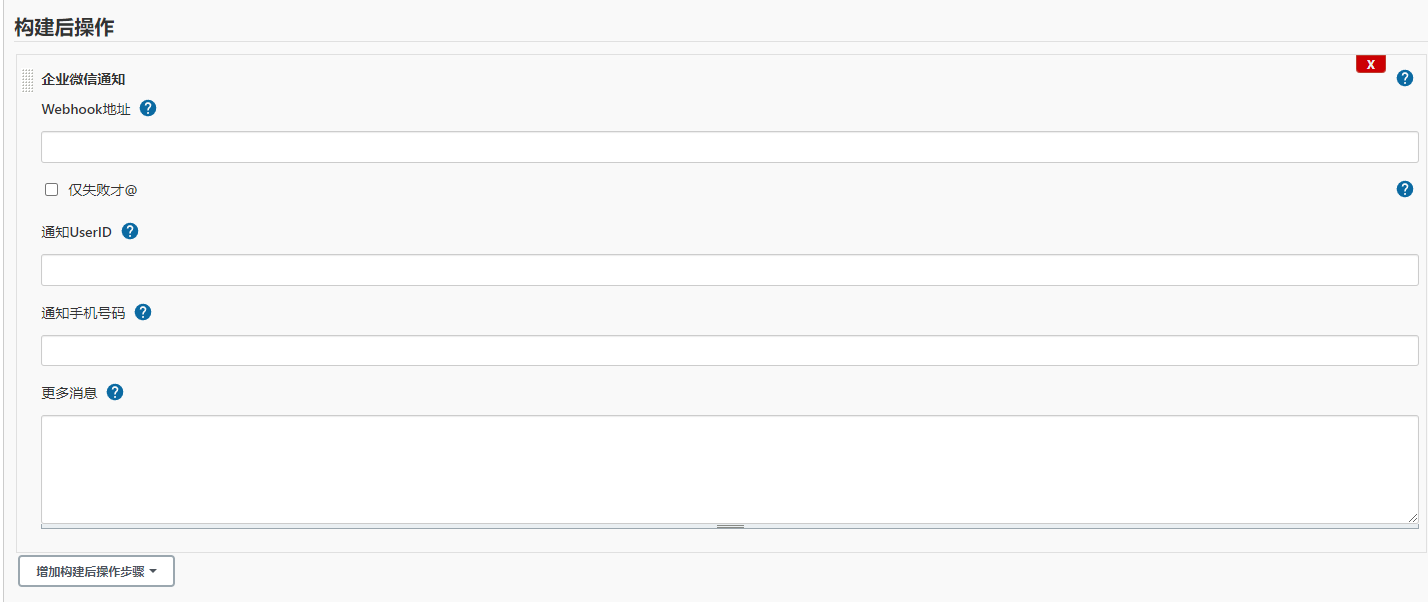 构建后操作
企业微信通知
X
?
Webhook地址 ?
仅失败才@
?
通知UserID ?
通知手机号码 ?
更多消息 ?
增加构建后操作步骤